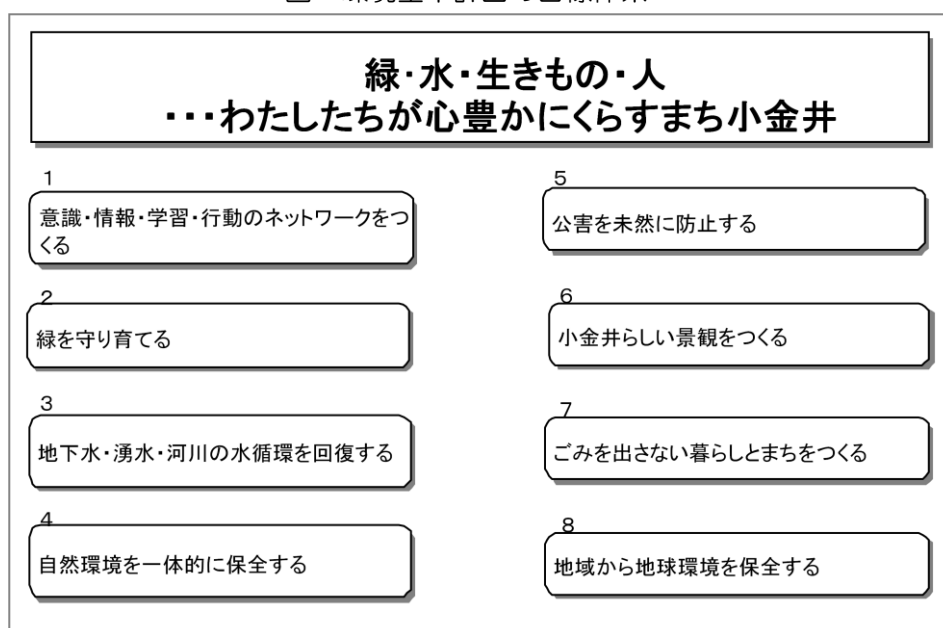 緑・水・生きもの・人
・・・わたしたちが心豊かにくらすまち小金井
1
意識・情報・学習・行動のネットワークをつ
くる
2
緑を守り育てる
3
地下水・湧水・河川の水循環を回復する
4
自然環境を一体的に保全する
5
公害を未然に防止する
6
小金井らしい景観をつくる
7
ごみを出さない暮らしとまちをつくる
8
地域から地球環境を保全する